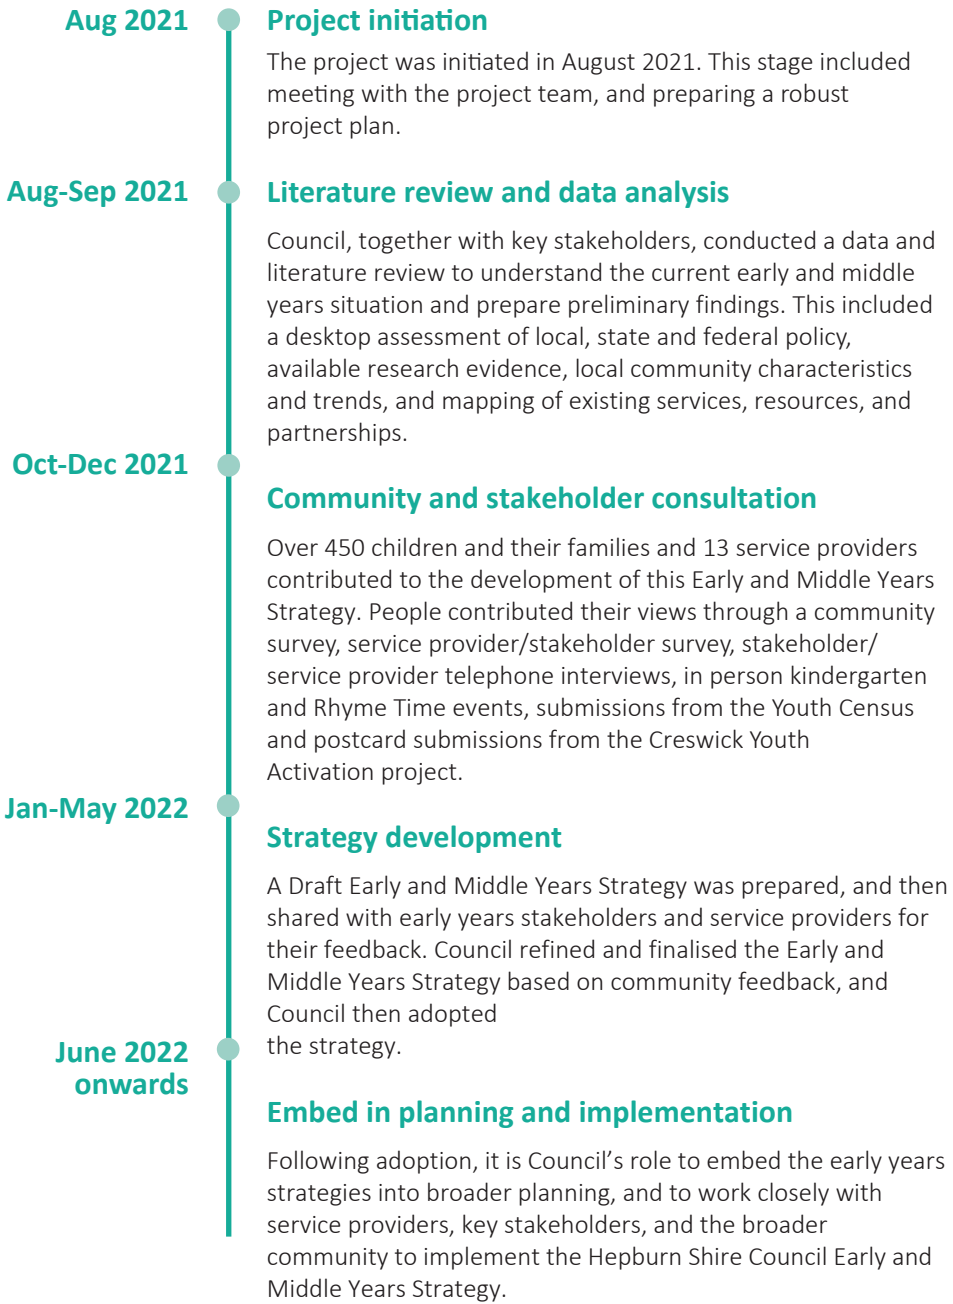 Aug 2021
Project initiation
The project was initiated in August 2021. This stage included
meeting with the project team, and preparing a robust
project plan.
Aug-Sep 2021
Literature review and data analysis
Council, together with key stakeholders, conducted a data and
literature review to understand the current early and middle
years situation and prepare preliminary findings. This included
a desktop assessment of local, state and federal policy,
available research evidence, local community characteristics
and trends, and mapping of existing services, resources, and
partnerships.
Oct-Dec 2021
Community and stakeholder consultation
Over 450 children and their families and 13 service providers
contributed to the development of this Early and Middle Years
Strategy. People contributed their views through a community
survey, service provider/stakeholder survey, stakeholder/
service provider telephone interviews, in person kindergarten
and Rhyme Time events, submissions from the Youth Census
and postcard submissions from the Creswick Youth
Activation project.
Jan-May 2022
Strategy development
A Draft Early and Middle Years Strategy was prepared, and then
shared with early years stakeholders and service providers for
their feedback. Council refined and finalised the Early and
Middle Years Strategy based on community feedback, and
Council then adopted
the strategy.
June 2022
onwards
Embed in planning and implementation
Following adoption, it is Council’s role to embed the early years
strategies into broader planning, and to work closely with
service providers, key stakeholders, and the broader
community to implement the Hepburn Shire Council Early and
Middle Years Strategy.